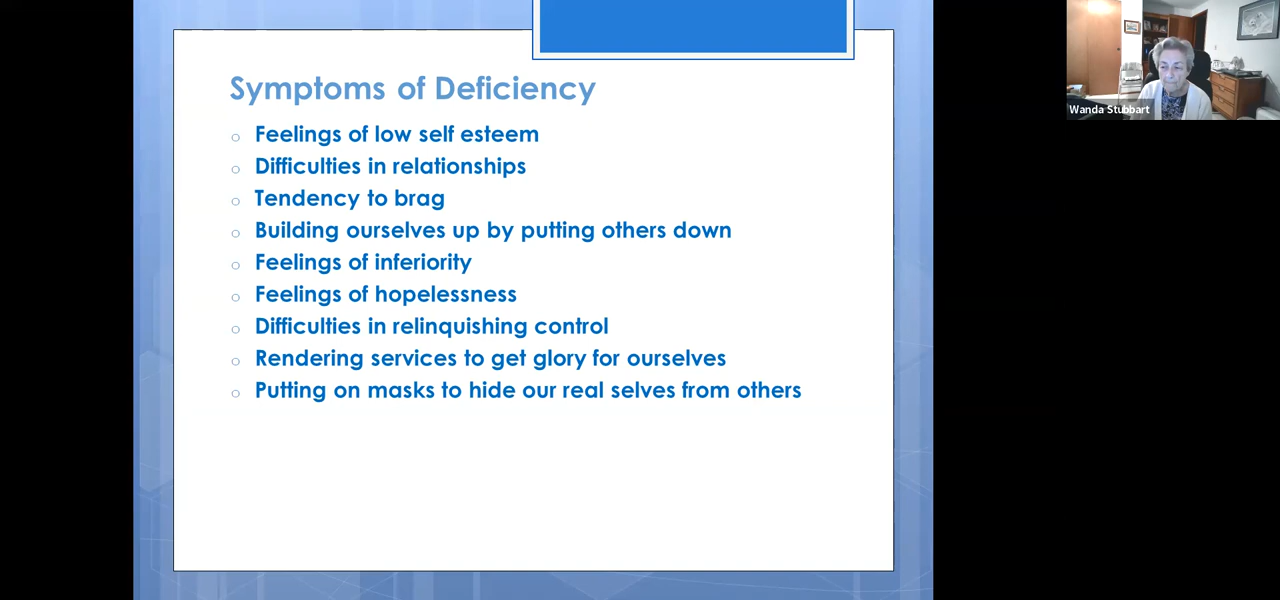 Symptoms of Deficiency
Feelings of low self esteem
Difficulties in relationships
Tendency to brag
Building ourselves up by putting others down
Feelings of inferiority
Feelings of hopelessness
Difficulties in relinquishing control
Rendering services to get glory for ourselves
Putting on masks to hide our real selves from others
Wanda Stubbart